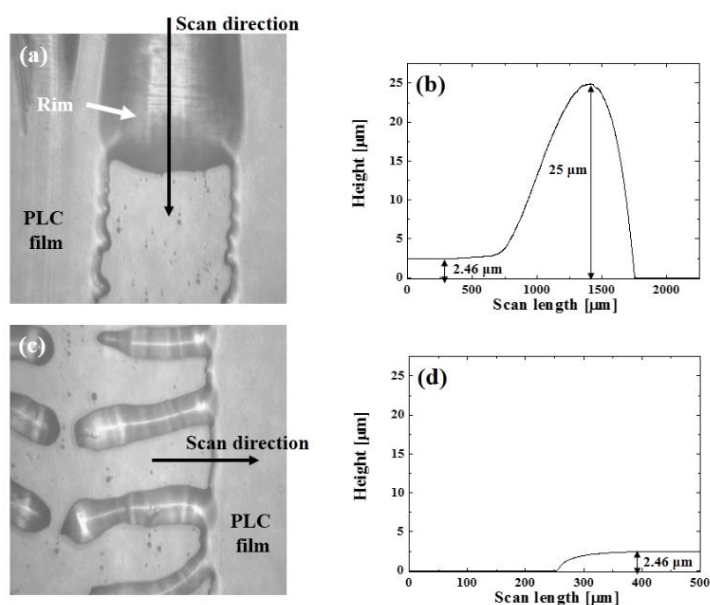 Scan direction
(a)
Rim
PLC
film
(b)
Height [μm]
25
20
15
10
5
0
25 μm
2.46 μm
0
500
1000
1500
2000
Scan length [μm]
(c)
Scan direction
PLC
film
(d)
Height [μm]
25
20
15
10
5
0
2.46 μm
0
100
200
300
400
500
Scan length [μm]